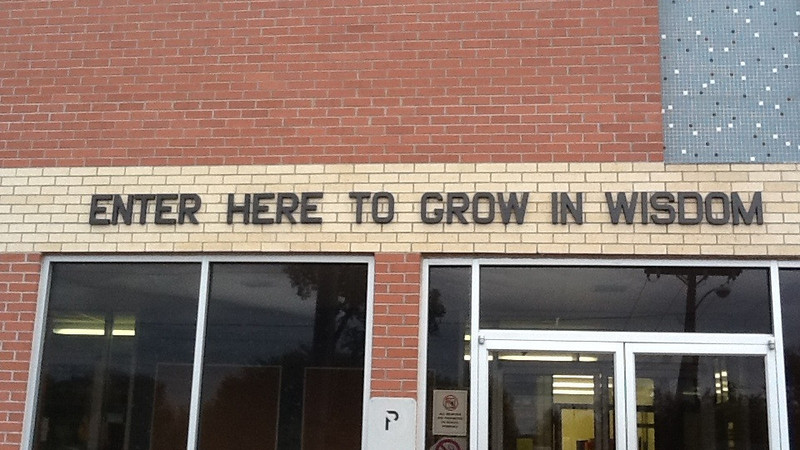 ENTER HERE TO GROW IN WISDOM
P